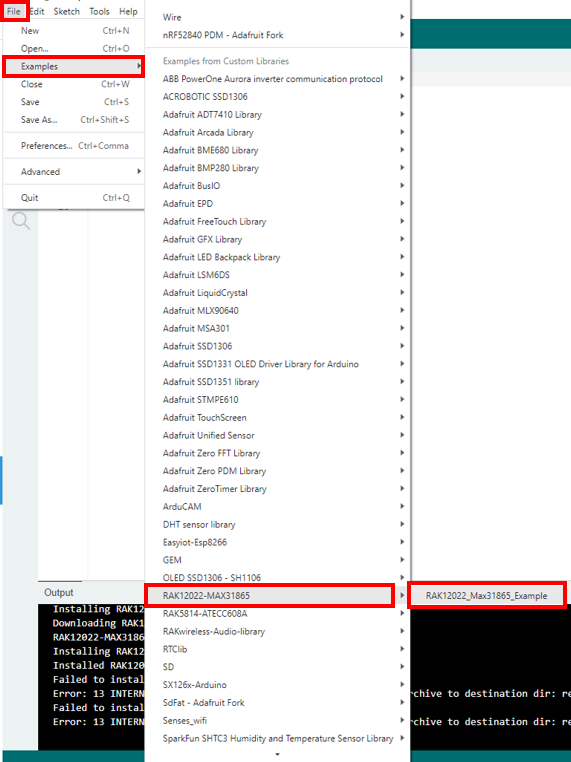 File Edit Sketch Tools Help
New Ctrl+N
Open... Ctrl+O
Examples
Close Ctrl+W
Save Ctrl+S
Save As... Ctrl+Shift+S
Preferences... Ctrl+Comma
Advanced
Quit Ctrl+Q
Wire
nRF52840 PDM - Adafruit Fork
Examples from Custom Libraries
ABB PowerOne Aurora inverter communication protocol
ACROBOTIC SSD1306
Adafruit ADT7410 Library
Adafruit Arcada Library
Adafruit BME680 Library
Adafruit BMP280 Library
Adafruit BusIO
Adafruit EPD
Adafruit FreeTouch Library
Adafruit GFX Library
Adafruit LED Backpack Library
Adafruit LSM6DS
Adafruit LiquidCrystal
Adafruit MLX90640
Adafruit MSA301
Adafruit SSD1306
Adafruit SSD1331 OLED Driver Library for Arduino
Adafruit SSD1351 library
Adafruit STMPE610
Adafruit TouchScreen
Adafruit Unified Sensor
Adafruit Zero FFT Library
Adafruit Zero PDM Library
Adafruit ZeroTimer Library
ArduCAM
DHT sensor library
Easyiot-Esp8266
GEM
OLED SSD1306 - SH1106
RAK12022-MAX31865
RAK5814-ATECC608A
RAKwireless-Audio-library
RTClib
SD
SX126x-Arduino
SdFat - Adafruit Fork
Senses_wifi
SparkFun SHTC3 Humidity and Temperature Sensor Library
RAK12022_Max31865_Example
Output
Installing RAK12
Downloading RAK1
RAK12022-MAX3186
Installing RAK12
Installed RAK120
Failed to instal
Error: 13 INTERN rchive to destination dir: re
Failed to instal
Error: 13 INTERN rchive to destination dir: re